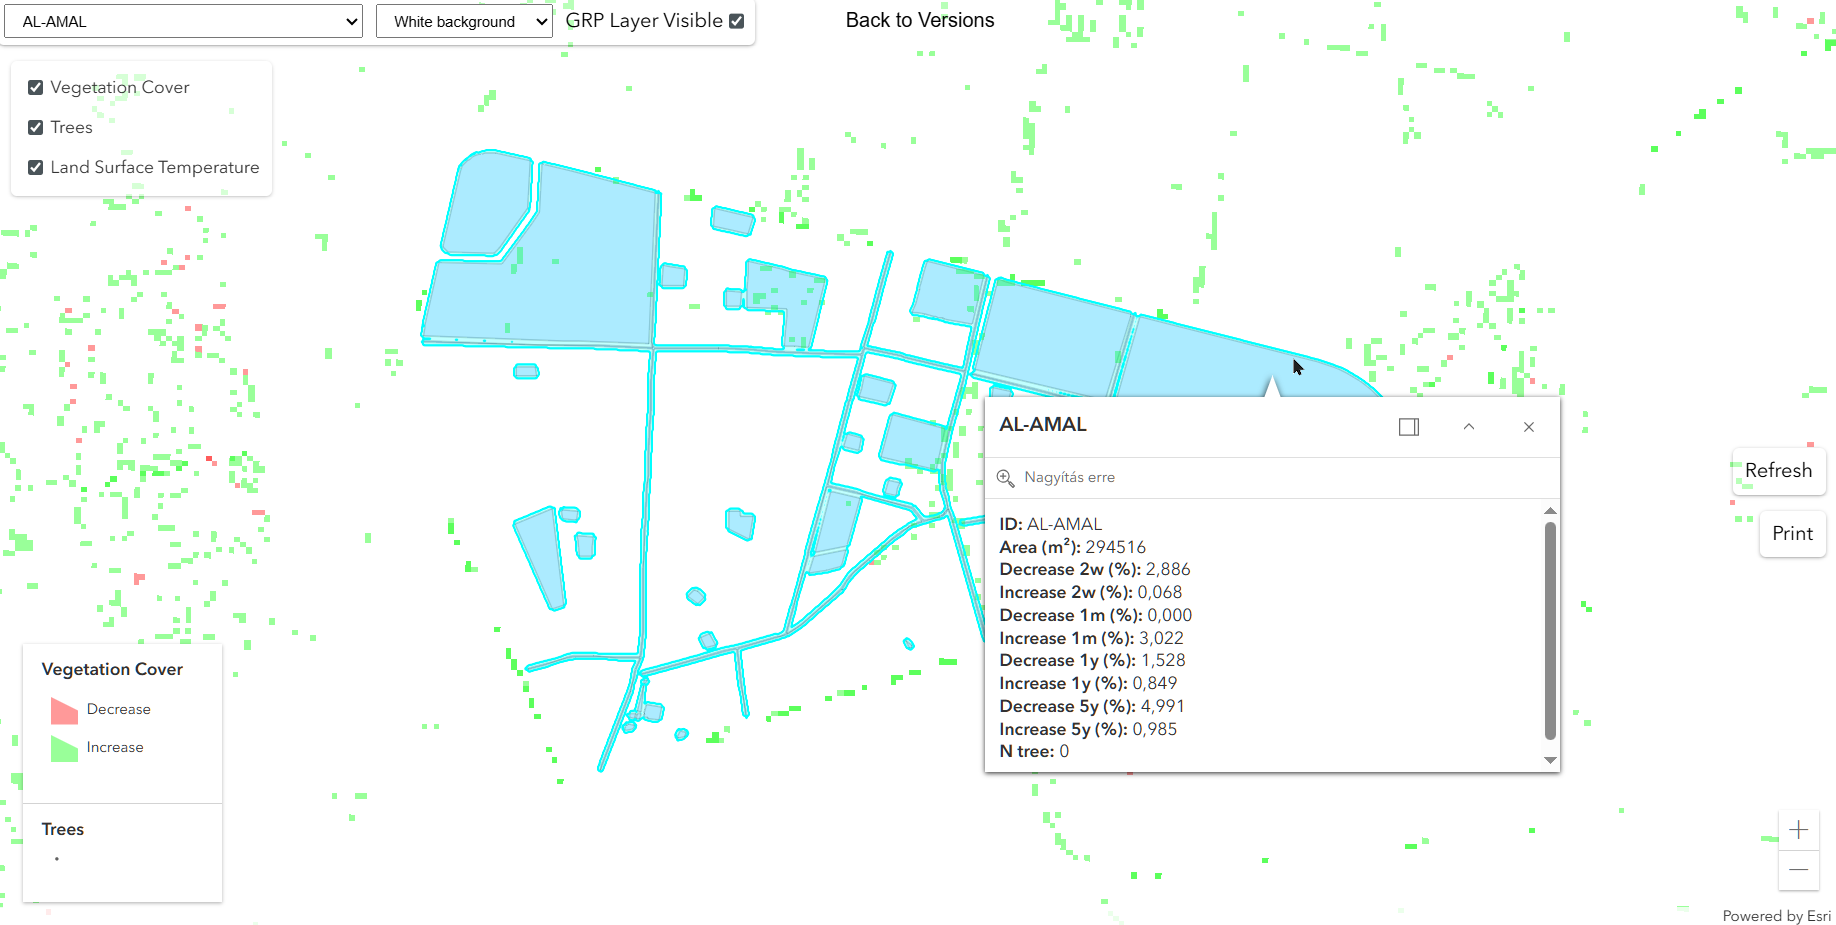 AL-AMAL
White background
GRP Layer Visible
Back to Versions
Vegetation Cover
Trees
Land Surface Temperature
AL-AMAL
Nagyítás erre
ID: AL-AMAL
Area (m²): 294516
Decrease 2w (%): 2,886
Increase 2w (%): 0,068
Decrease 1m (%): 0,000
Increase 1m (%): 3,022
Decrease 1y (%): 1,528
Increase 1y (%): 0,849
Decrease 5y (%): 4,991
Increase 5y (%): 0,985
N tree: 0
Refresh
Print
Vegetation Cover
Decrease
Increase
Trees
Powered by Esri